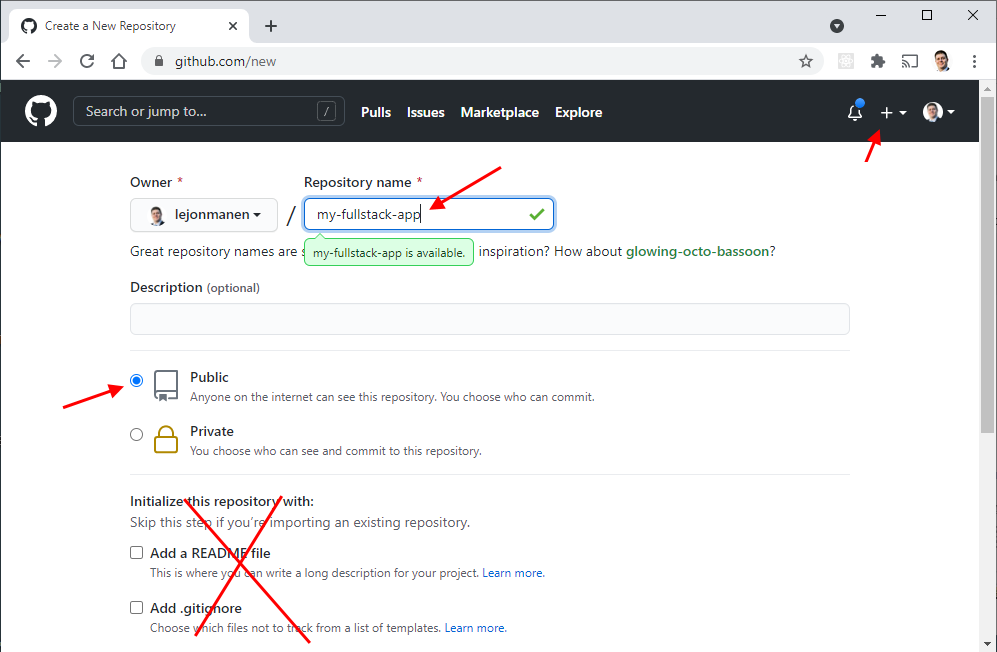 Create a New Repository
github.com/new
Search or jump to... /
Pulls Issues Marketplace Explore
Owner * Repository name *
lejonmanen / my-fullstack-app
Great repository names are s my-fullstack-app is available. inspiration? How about glowing-octo-bassoon?
Description (optional)
Public
Anyone on the internet can see this repository. You choose who can commit.
Private
You choose who can see and commit to this repository.
Initialize this repository with:
Skip this step if you're importing an existing repository.
Add a README file
This is where you can write a long description for your project. Learn more.
Add .gitignore
Choose which files not to track from a list of templates. Learn more.